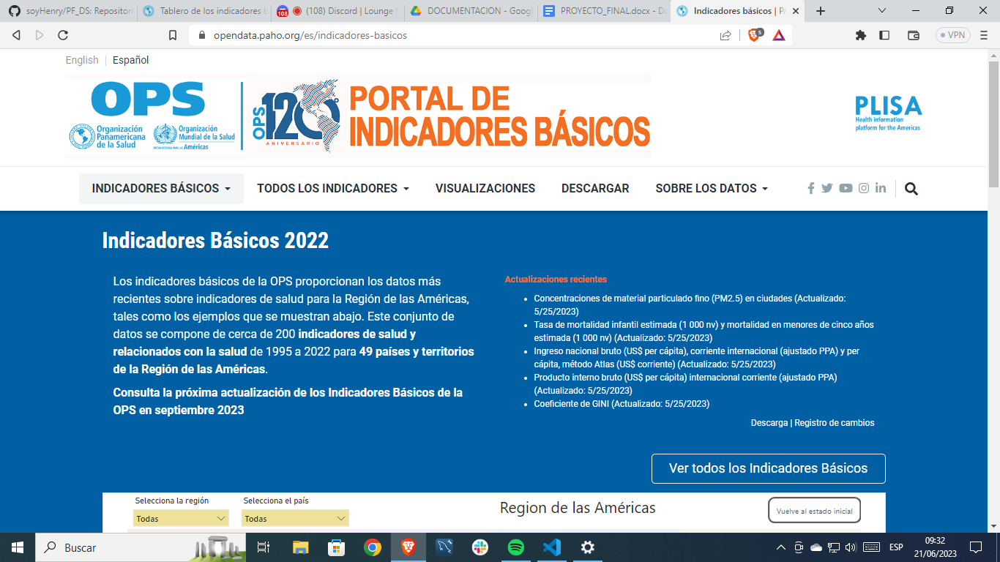 soyHenry/PF_DS: Repositori
Tablero de los indicadores b
108
(108) Discord | Lounge
DOCUMENTACION - Googl
PROYECTO_FINAL.docx - Do
Indicadores básicos | PA
opendata.paho.org/es/indicadores-basicos
5
VPN
English
Español
OPS
Organización
Panamericana
de la Salud
Organización
Mundial de la Salud
Américas
OPS
120
ANIVERSARIO
PORTAL DE
INDICADORES BÁSICOS
PLISA
Health information
platform for the Americas
INDICADORES BÁSICOS
TODOS LOS INDICADORES
VISUALIZACIONES
DESCARGAR
SOBRE LOS DATOS
Indicadores Básicos 2022
Los indicadores básicos de la OPS proporcionan los datos más
recientes sobre indicadores de salud para la Región de las Américas,
tales como los ejemplos que se muestran abajo. Este conjunto de
datos se compone de cerca de 200 indicadores de salud y
relacionados con la salud de 1995 a 2022 para 49 países y territorios
de la Región de las Américas.
Consulta la próxima actualización de los Indicadores Básicos de la
OPS en septiembre 2023
Actualizaciones recientes
• Concentraciones de material particulado fino (PM2.5) en ciudades (Actualizado:
5/25/2023)
• Tasa de mortalidad infantil estimada (1 000 nv) y mortalidad en menores de cinco años
estimada (1 000 nv) (Actualizado: 5/25/2023)
• Ingreso nacional bruto (US$ per cápita), corriente internacional (ajustado PPA) y per
cápita, método Atlas (US$ corriente) (Actualizado: 5/25/2023)
• Producto interno bruto (US$ per cápita) internacional corriente (ajustado PPA)
(Actualizado: 5/25/2023)
• Coeficiente de GINI (Actualizado: 5/25/2023)
Descarga | Registro de cambios
Ver todos los Indicadores Básicos
Selecciona la región
Selecciona el país
Todas
Todas
Region de las Américas
Vuelve al estado inicial
Buscar
ESP
09:32
21/06/2023